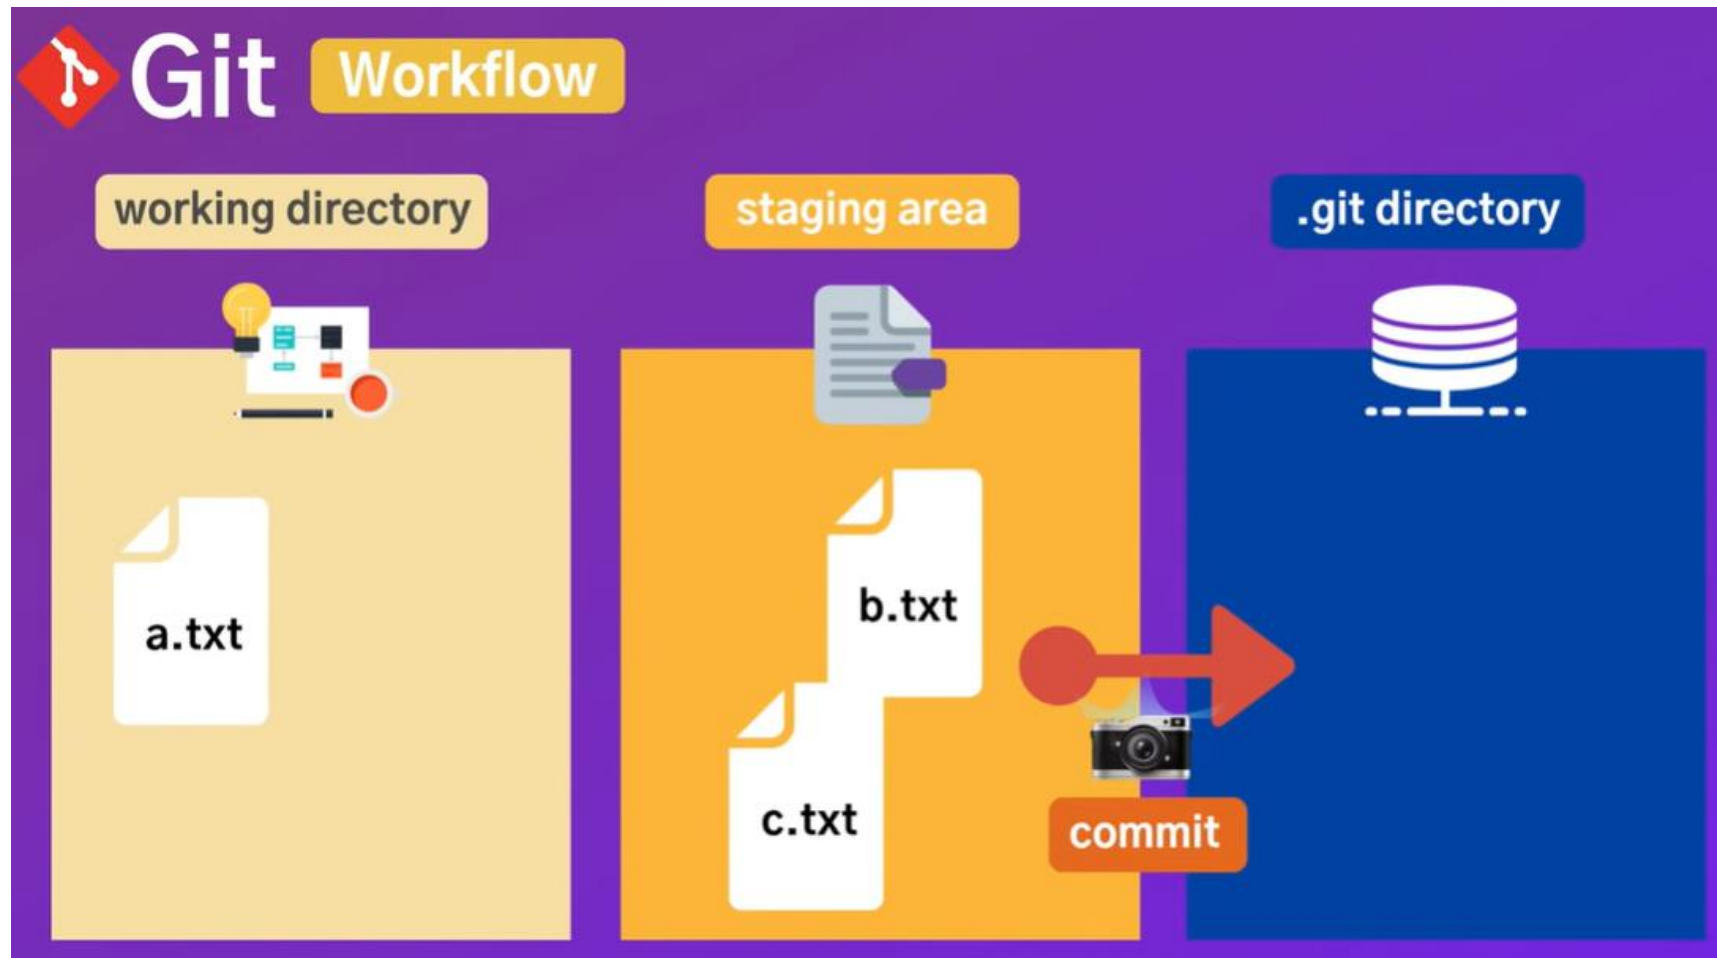 Git Workflow
working directory
staging area
.git directory
a.txt
b.txt
c.txt
commit